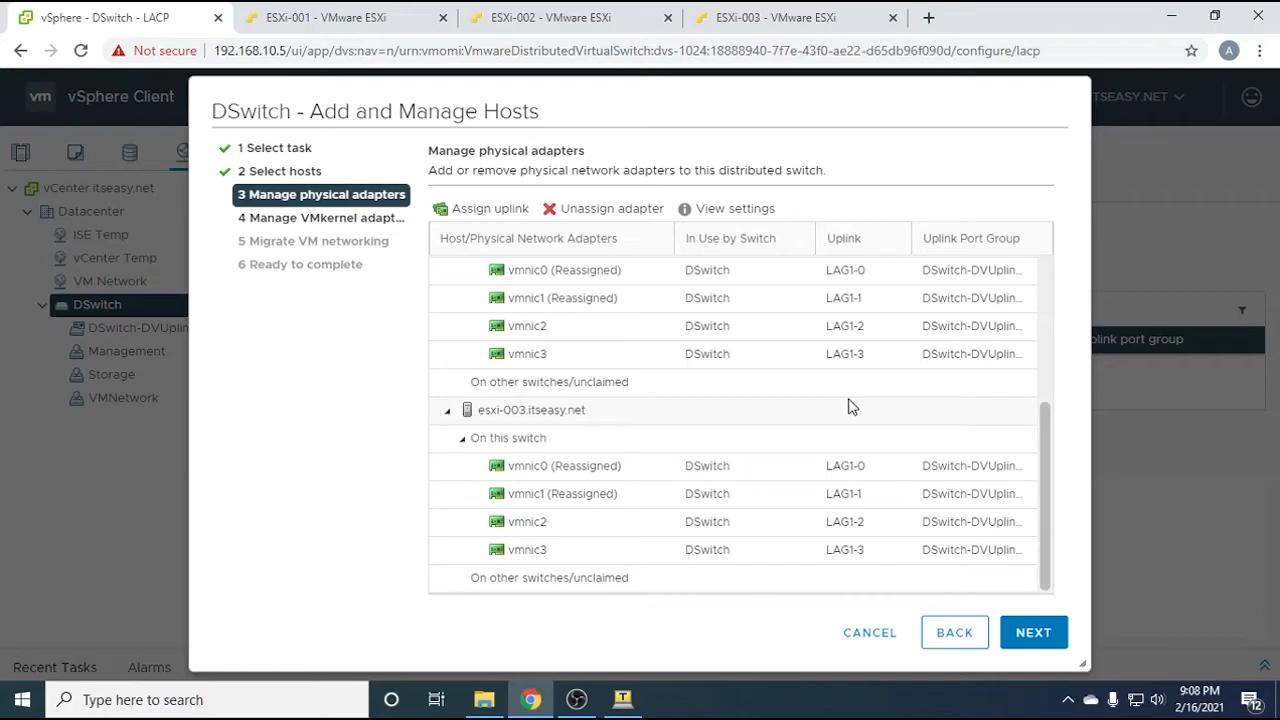 vSphere - DSwitch - LACP
ESXi-001 - VMware ESXi
ESXi-002 - VMware ESXi
ESXi-003 - VMware ESXi
Not secure
192.168.10.5/ui/app/dvs;nav=n/urn:vmomi:VmwareDistributedVirtualSwitch:dvs-1024:18888940-7f7e-43f0-ae22-d65db96f090d/configure/lacp
A
vm vSphere Client
ITSEASY.NET
vCenter itseasy.net
Datacenter
ISE Temp
vCenter Temp
VM Network
DSwitch
DSwitch-DVUplin
Management
Storage
VMNetwork
DSwitch - Add and Manage Hosts
1 Select task
2 Select hosts
3 Manage physical adapters
4 Manage VMkernel adapt...
5 Migrate VM networking
6 Ready to complete
Manage physical adapters
Add or remove physical network adapters to this distributed switch.
Assign uplink Unassign adapter View settings
Host/Physical Network Adapters In Use by Switch Uplink Uplink Port Group
vmnic0 (Reassigned) DSwitch LAG1-0 DSwitch-DVUplin...
vmnic1 (Reassigned) DSwitch LAG1-1 DSwitch-DVUplin...
vmnic2 DSwitch LAG1-2 DSwitch-DVUplin...
vmnic3 DSwitch LAG1-3 DSwitch-DVUplin...
On other switches/unclaimed
esxi-003.itseasy.net
On this switch
vmnic0 (Reassigned) DSwitch LAG1-0 DSwitch-DVUplin...
vmnic1 (Reassigned) DSwitch LAG1-1 DSwitch-DVUplin...
vmnic2 DSwitch LAG1-2 DSwitch-DVUplin...
vmnic3 DSwitch LAG1-3 DSwitch-DVUplin...
On other switches/unclaimed
CANCEL BACK NEXT
plink port group
Recent Tasks Alarms
Type here to search
9:08 PM
2/16/2021
12